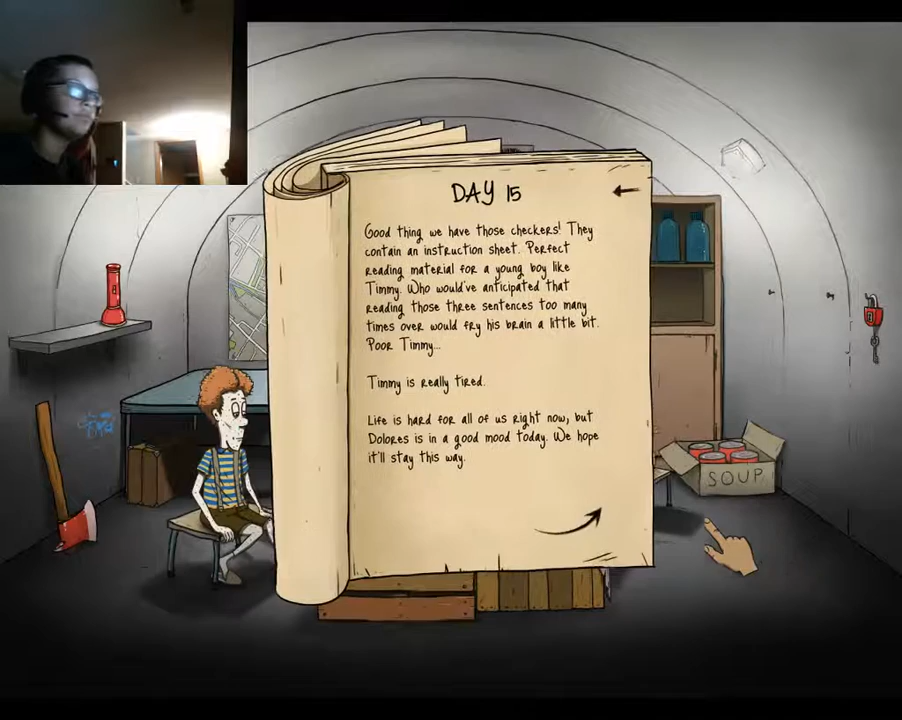 DAY 15
Good thing we have those checkers! They
contain an instruction sheet. Perfect
reading material for a young boy like
Timmy. Who would've anticipated that
reading those three sentences too many
times over would fry his brain a little bit.
Poor Timmy...
Timmy is really tired.
Life is hard for all of us right now, but
Dolores is in a good mood today. We hope
it'll stay this way.
SOUP